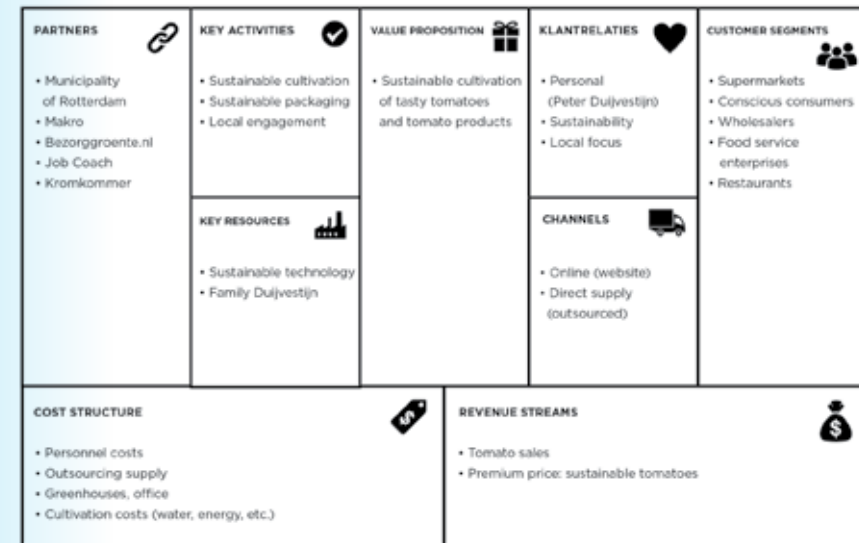 PARTNERS
• Municipality
of Rotterdam
• Makro
• Bezorggroente.nl
• Job Coach
• Kromkommer
KEY ACTIVITIES
• Sustainable cultivation
• Sustainable packaging
• Local engagement
KEY RESOURCES
• Sustainable technology
• Family Duijvestijn
VALUE PROPOSITION
• Sustainable cultivation
of tasty tomatoes
and tomato products
KLANTRELATIES
• Personal
(Peter Duijvestijn)
• Sustainability
• Local focus
CHANNELS
• Online (website)
• Direct supply
(outsourced)
CUSTOMER SEGMENTS
• Supermarkets
• Conscious consumers
• Wholesalers
• Food service
enterprises
• Restaurants
COST STRUCTURE
• Personnel costs
• Outsourcing supply
• Greenhouses, office
• Cultivation costs (water, energy, etc.)
REVENUE STREAMS
• Tomato sales
• Premium price: sustainable tomatoes